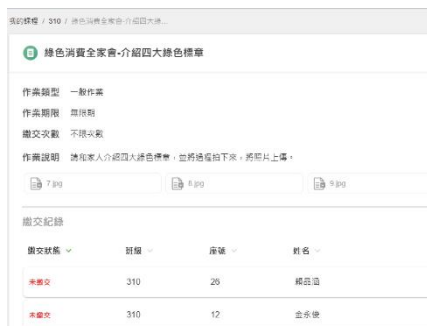 我的課程 / 310 / 綠色消費全家會-介紹四大綠...
綠色消費全家會-介紹四大綠色標章
作業類型 一般作業
作業期限 無限期
繳交次數 不限次數
作業說明 請和家人介紹四大綠色標章，並將過程拍下來，將照片上傳。
7.jpg 8.jpg 9.jpg
繳交紀錄
繳交狀態 班級 座號 姓名
未繳交 310 26
未繳交 310 12 金永俊